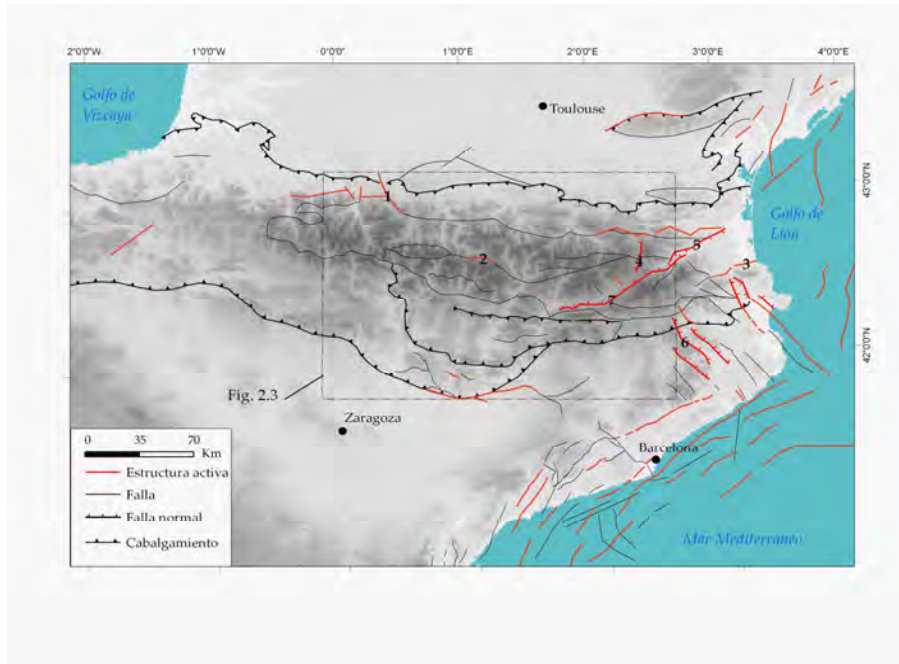 2°0'0"W 1°0'0"W 0°0'0" 1°0'0"E 2°0'0"E 3°0'0"E 4°0'0"E
Golfo de
Vizcaya
Toulouse
43°0'0"N
1
Golfo de
Lion
5
2
4
3
7
42°0'0"N
6
Fig. 2.3
Zaragoza
Barcelona
0 35 70
Km
Estructura activa
Falla
Falla normal
Cabalgamiento
Mar Mediterraneo